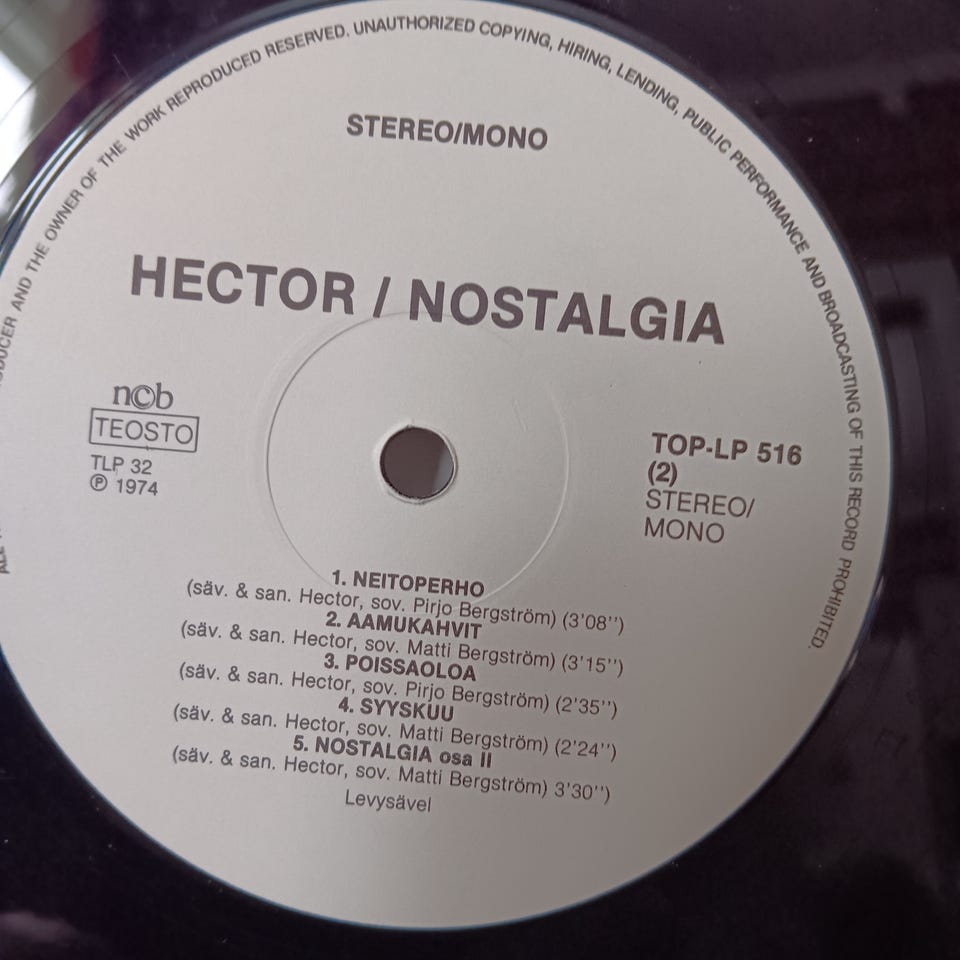 PRODUCER AND THE OWNER OF THE WORK REPRODUCED RESERVED. UNAUTHORIZED COPYING, HIRING, LENDING, PUBLIC PERFORMANCE AND BROADCASTING OF THIS RECORD PROHIBITED.
STEREO/MONO
HECTOR / NOSTALGIA
ncb
TEOSTO
TLP 32
℗ 1974
TOP-LP 516
(2)
STEREO/
MONO
1. NEITOPERHO
(säv. & san. Hector, sov. Pirjo Bergström) (3'08'')
2. AAMUKAHVIT
(säv. & san. Hector, sov. Matti Bergström) (3'15'')
3. POISSAOLOA
(säv. & san. Hector, sov. Pirjo Bergström) (2'35'')
4. SYYSKUU
(säv. & san. Hector, sov. Matti Bergström) (2'24'')
5. NOSTALGIA osa II
(säv. & san. Hector, sov. Matti Bergström) 3'30'')
Levysävel